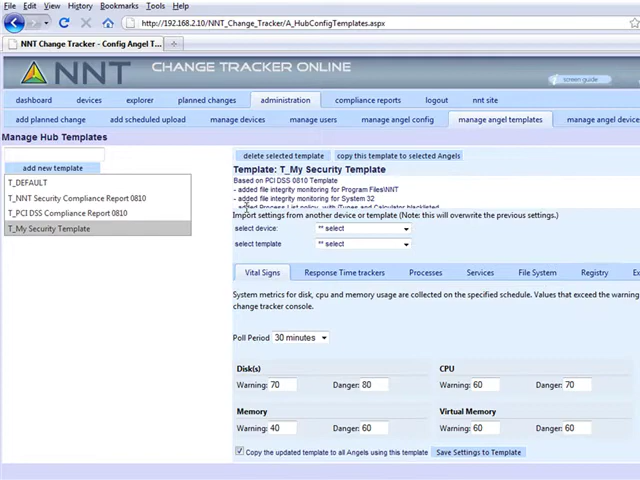 File Edit View History Bookmarks Tools Help
http://192.168.2.10/NNT_Change_Tracker/A_HubConfigTemplates.aspx
NNT Change Tracker - Config Angel T...
NNT CHANGE TRACKER ONLINE
screen guide
dashboard devices explorer planned changes administration compliance reports logout nnt site
add planned change add scheduled upload manage devices manage users manage angel config manage angel templates manage angel device
Manage Hub Templates
add new template
T_DEFAULT
T_NNT Security Compliance Report 0810
T_PCI DSS Compliance Report 0810
T_My Security Template
delete selected template copy this template to selected Angels
Template: T_My Security Template
Based on PCI DSS 0810 Template
- added file integrity monitoring for Program Files\NNT
- added file integrity monitoring for System 32
- added Process List policy, with iTunes and Calculator blacklisted
Import settings from another device or template (Note: this will overwrite the previous settings.)
select device: ** select
select template ** select
Vital Signs Response Time trackers Processes Services File System Registry Ex
System metrics for disk, cpu and memory usage are collected on the specified schedule. Values that exceed the warning
change tracker console.
Poll Period 30 minutes
Disk(s) CPU
Warning: 70 Danger: 80 Warning: 60 Danger: 70
Memory Virtual Memory
Warning: 40 Danger: 60 Warning: 60 Danger: 60
Copy the updated template to all Angels using this template Save Settings to Template